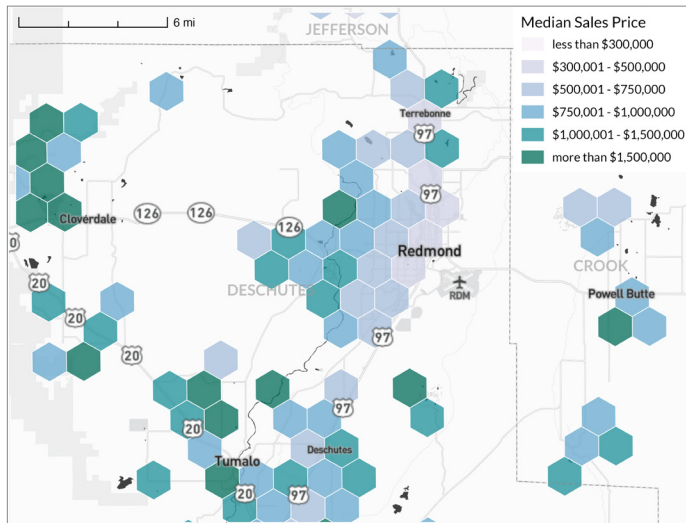 6 mi
JEFFERSON
Median Sales Price
less than $300,000
$300,001 - $500,000
$500,001 - $750,000
$750,001 - $1,000,000
$1,000,001 - $1,500,000
more than $1,500,000
Terrebonne
97
97
Cloverdale
126
126
126
0
Redmond
CROOK
20
DESCHUTES
RDM
Powell Butte
20
97
20
97
20
Deschutes
Tumalo
20
97